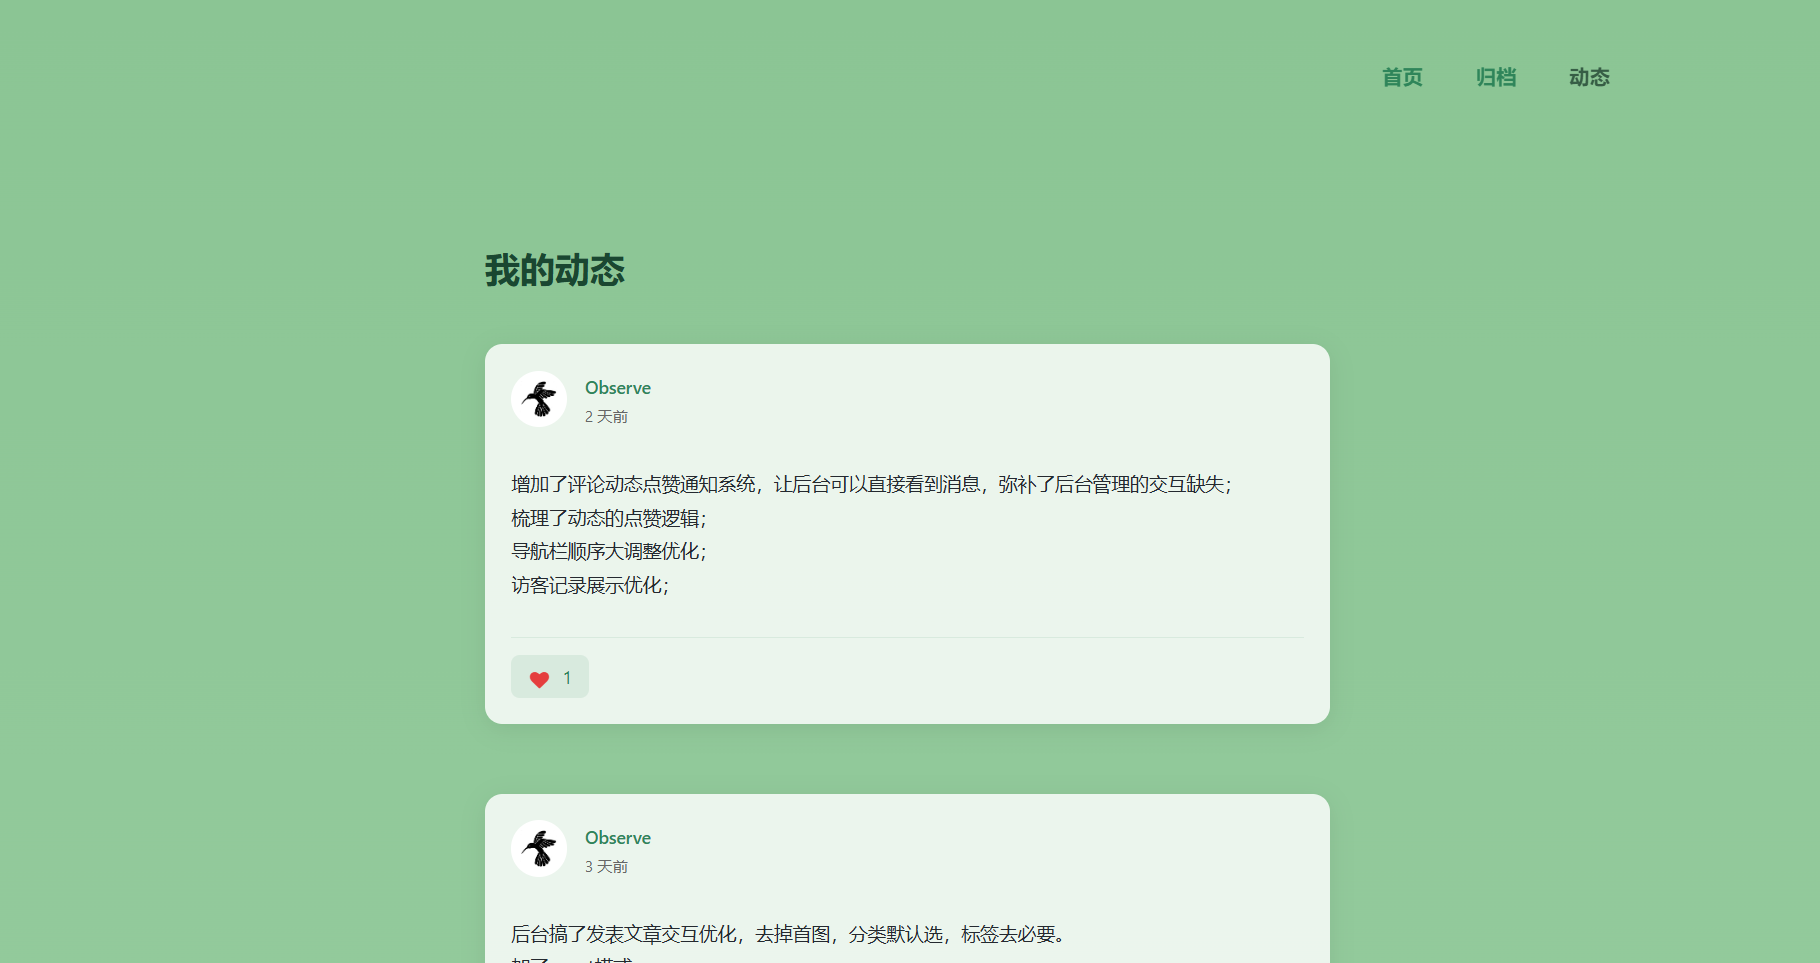 首页 归档 动态
我的动态
Observe
2 天前
增加了评论动态点赞通知系统，让后台可以直接看到消息，弥补了后台管理的交互缺失；
梳理了动态的点赞逻辑；
导航栏顺序大调整优化；
访客记录展示优化；
1
Observe
3 天前
后台搞了发表文章交互优化，去掉首图，分类默认选，标签去必要。